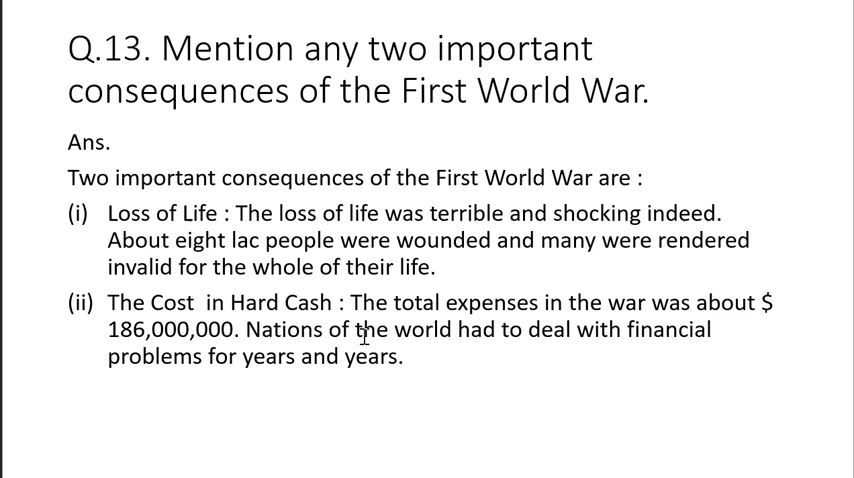 Q.13. Mention any two important
consequences of the First World War.
Ans.
Two important consequences of the First World War are :
(i) Loss of Life : The loss of life was terrible and shocking indeed.
About eight lac people were wounded and many were rendered
invalid for the whole of their life.
(ii) The Cost in Hard Cash : The total expenses in the war was about $
186,000,000. Nations of the world had to deal with financial
problems for years and years.